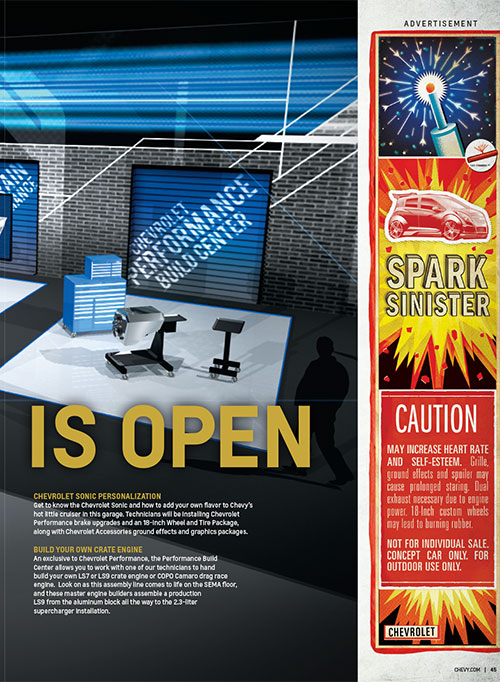 ADVERTISEMENT
CHEVROLET
PERFORMANCE
BUILD CENTER
IS OPEN
CHEVROLET SONIC PERSONALIZATION
Get to know the Chevrolet Sonic and how to add your own flavor to Chevy's
hot little cruiser in this garage. Technicians will be installing Chevrolet
Performance brake upgrades and an 18-Inch Wheel and Tire Package,
along with Chevrolet Accessories ground effects and graphics packages.
BUILD YOUR OWN CRATE ENGINE
An exclusive to Chevrolet Performance, the Performance Build
Center allows you to work with one of our technicians to hand
build your own LS7 or LS9 crate engine or COPO Camaro drag race
engine. Look on as this assembly line comes to life on the SEMA floor,
and these master engine builders assemble a production
LS9 from the aluminum block all the way to the 2.3-liter
supercharger installation.
SPARK
SINISTER
CAUTION
MAY INCREASE HEART RATE
AND SELF-ESTEEM. Grille,
ground effects and spoiler may
cause prolonged staring. Dual
exhaust necessary due to engine
power. 18-Inch custom wheels
may lead to burning rubber.
NOT FOR INDIVIDUAL SALE.
CONCEPT CAR ONLY. FOR
OUTDOOR USE ONLY.
CHEVROLET
CHEVY.COM | 45